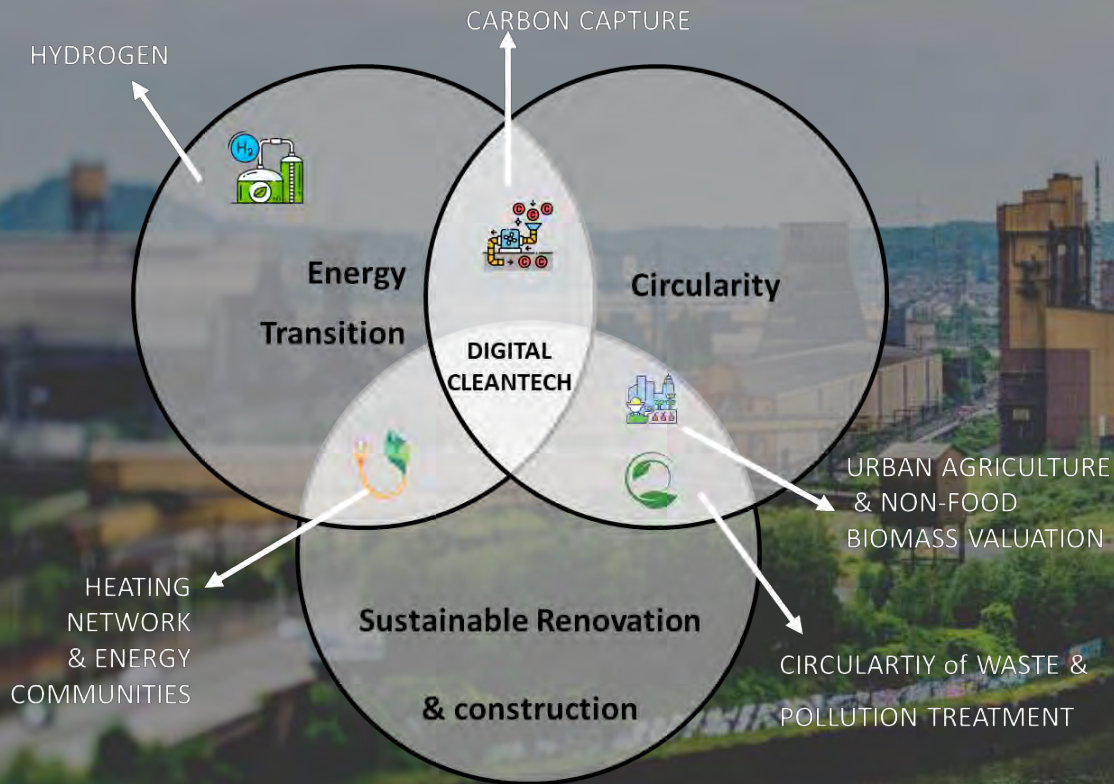 CARBON CAPTURE
HYDROGEN
H₂
Energy
Transition
Circularity
DIGITAL
CLEANTECH
C C C
C C
URBAN AGRICULTURE
& NON-FOOD
BIOMASS VALUATION
HEATING
NETWORK
& ENERGY
COMMUNITIES
Sustainable Renovation
& construction
CIRCULARTIY of WASTE &
POLLUTION TREATMENT